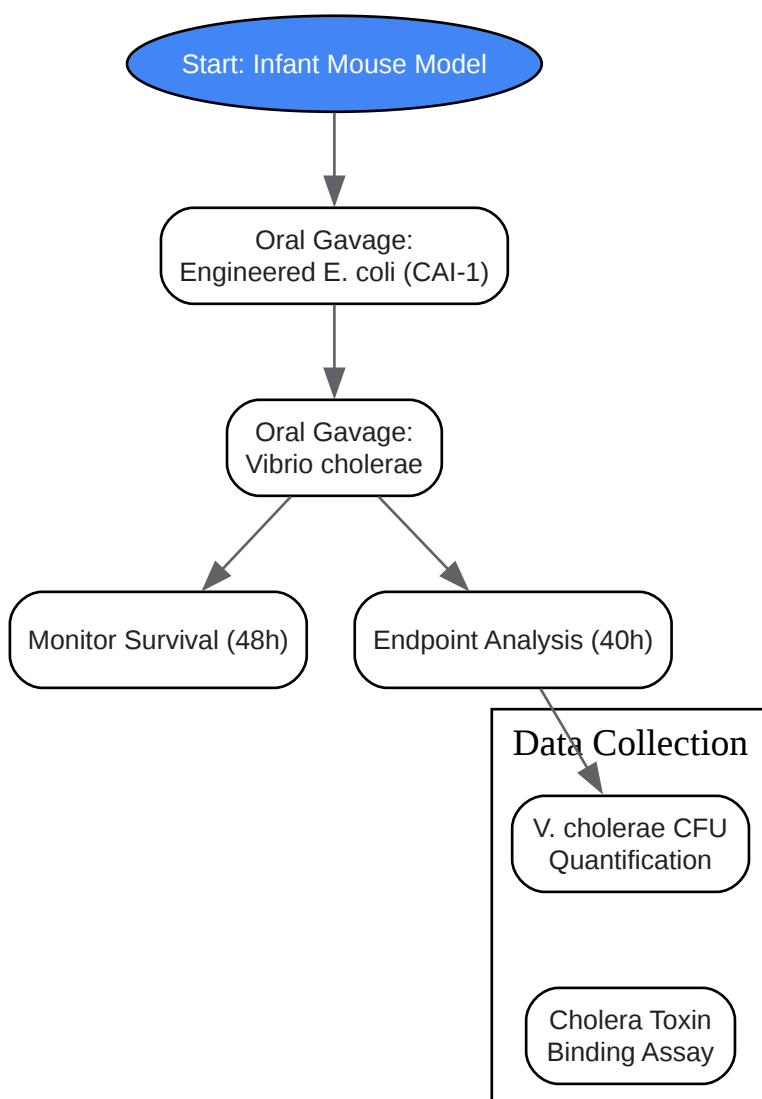 Start: Infant Mouse Model
Oral Gavage:
Engineered E. coli (CAI-1)
Oral Gavage:
Vibrio cholerae
Monitor Survival (48h)
Endpoint Analysis (40h)
Data Collection
V. cholerae CFU
Quantification
Cholera Toxin
Binding Assay